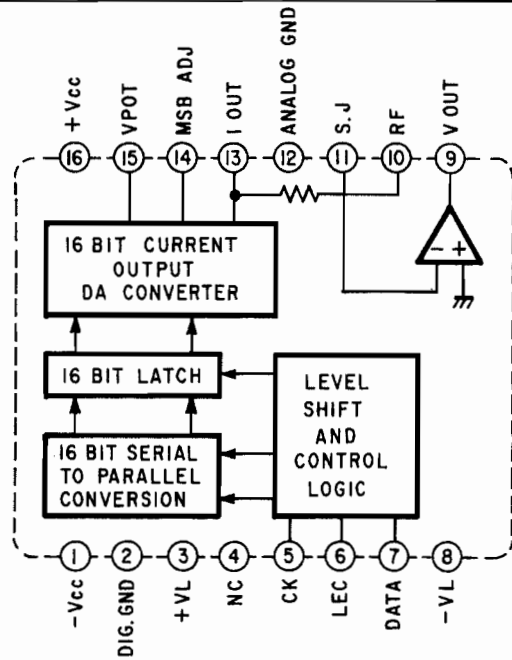 +Vcc
VPOT
MSB ADJ
I OUT
ANALOG GND
S.J
RF
V OUT
16
15
14
13
12
11
10
9
16 BIT CURRENT
OUTPUT
DA CONVERTER
- +
16 BIT LATCH
LEVEL
SHIFT
AND
CONTROL
LOGIC
16 BIT SERIAL
TO PARALLEL
CONVERSION
1
2
3
4
5
6
7
8
-Vcc
DIG.GND
+VL
NC
CK
LEC
DATA
-VL